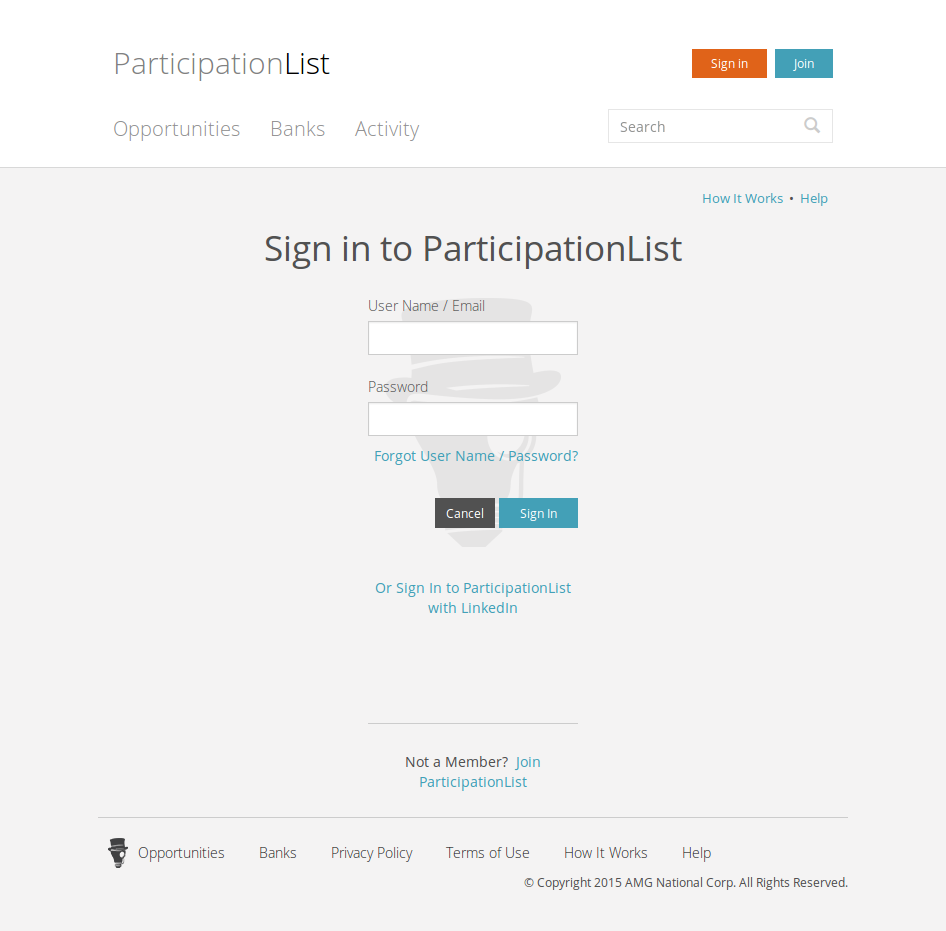 ParticipationList
Sign in
Join
Opportunities
Banks
Activity
Search
How It Works • Help
Sign in to ParticipationList
User Name / Email
Password
Forgot User Name / Password?
Cancel
Sign In
Or Sign In to ParticipationList
with LinkedIn
Not a Member? Join
ParticipationList
Opportunities
Banks
Privacy Policy
Terms of Use
How It Works
Help
© Copyright 2015 AMG National Corp. All Rights Reserved.